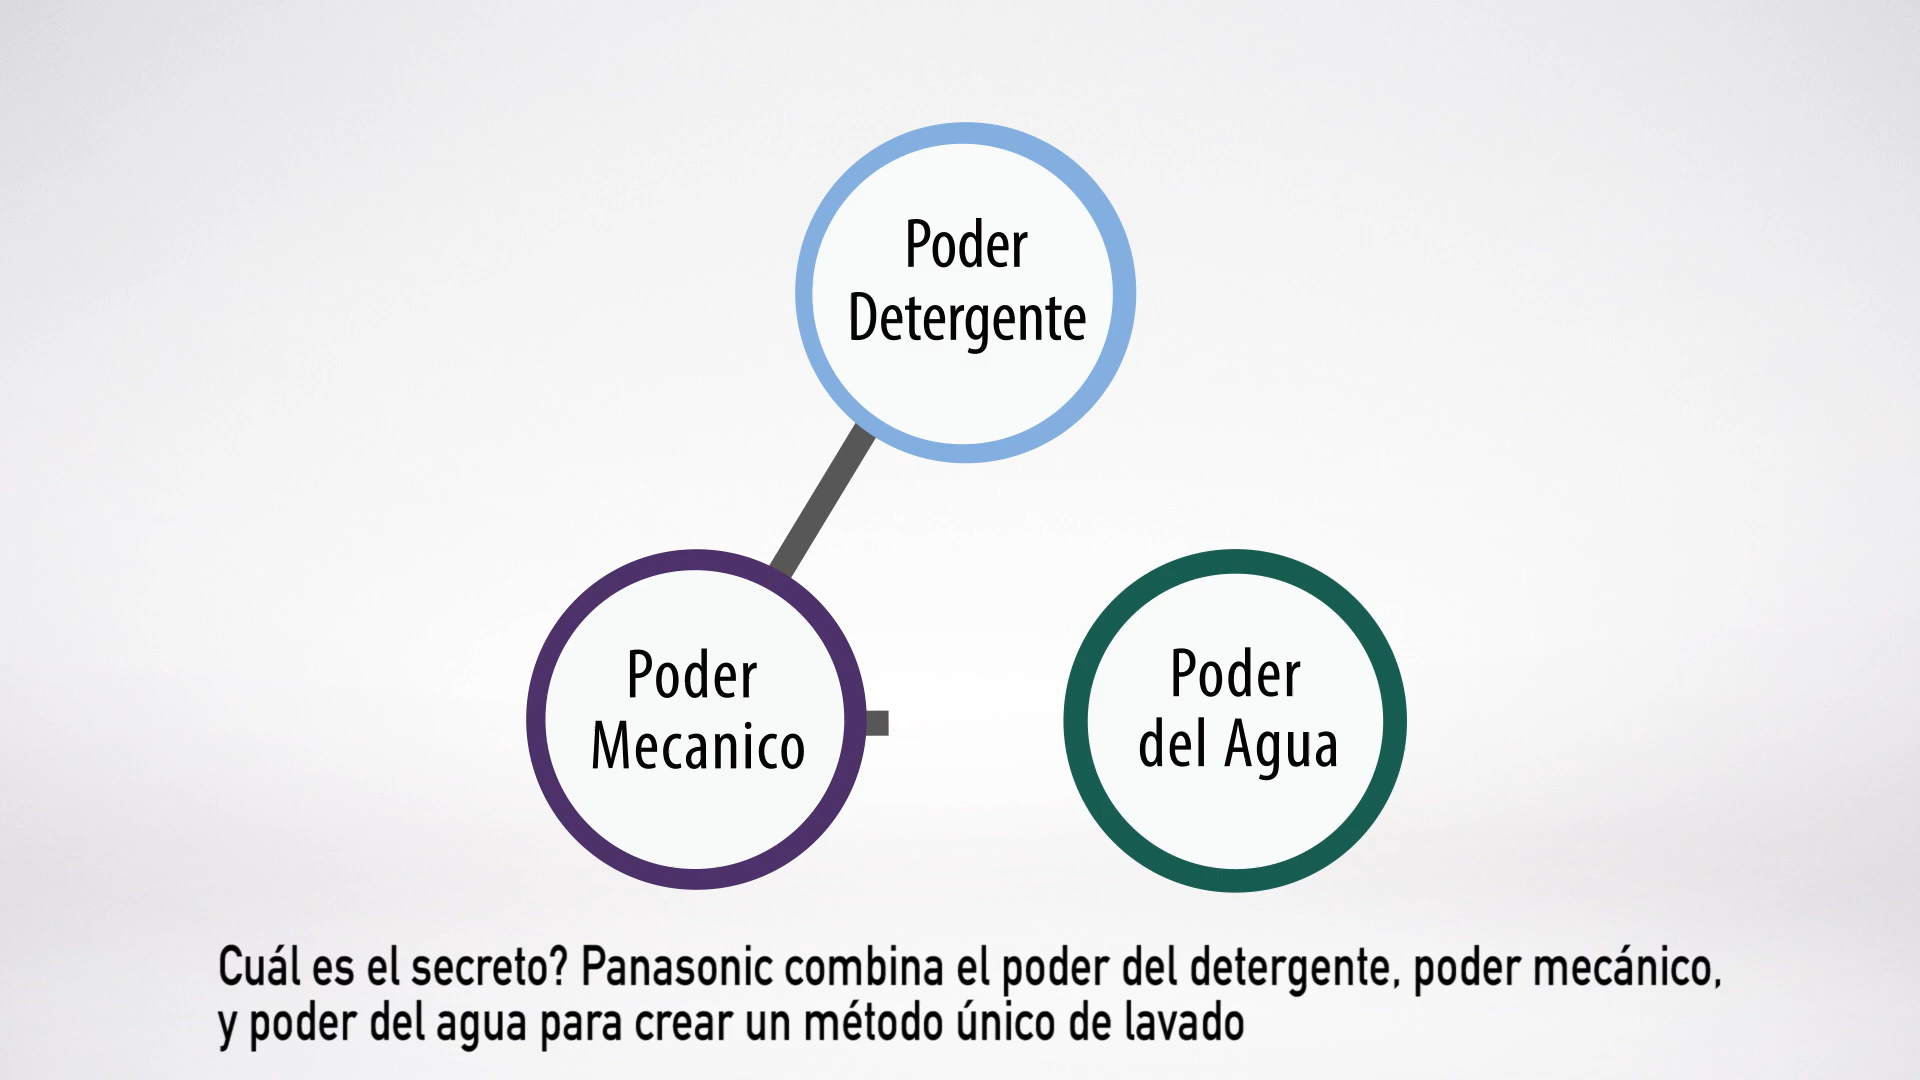 Poder
Detergente
Poder
Mecanico
Poder
del Agua
Cuál es el secreto? Panasonic combina el poder del detergente, poder mecánico,
y poder del agua para crear un método único de lavado